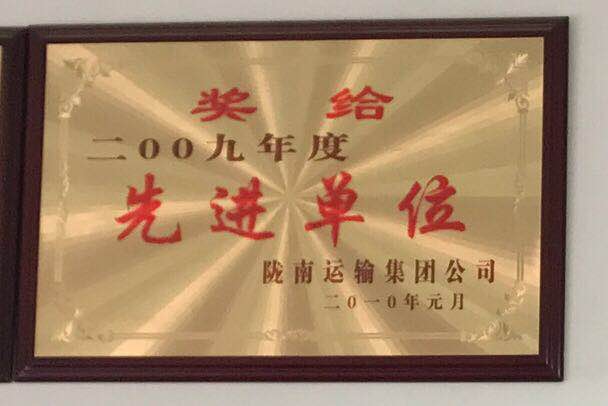 奖给
二00九年度
先进单位
陇南运输集团公司
二0一0年元月